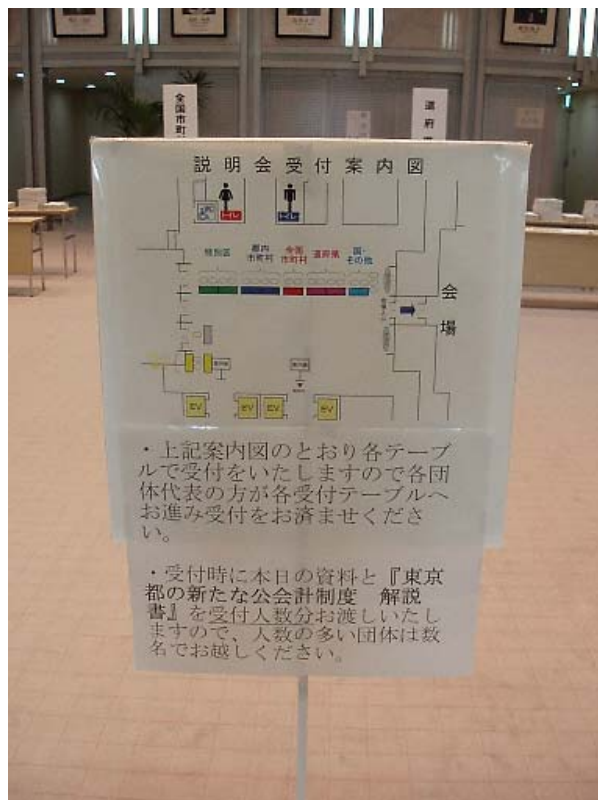 全国市町村
道府
説明会受付案内図
トイレ
トイレ
特別区
都内
市町村
全国
市町村
道府県
国・
その他
会場
EV
EV
EV
EV
・上記案内図のとおり各テーブ
ルで受付をいたしますので各団
体代表の方が各受付テーブルへ
お進み受付をお済ませくださ
い。
・受付時に本日の資料と『東京
都の新たな公会計制度　解説
書』を受付人数分お渡しいたし
ますので、人数の多い団体は数
名でお越しください。